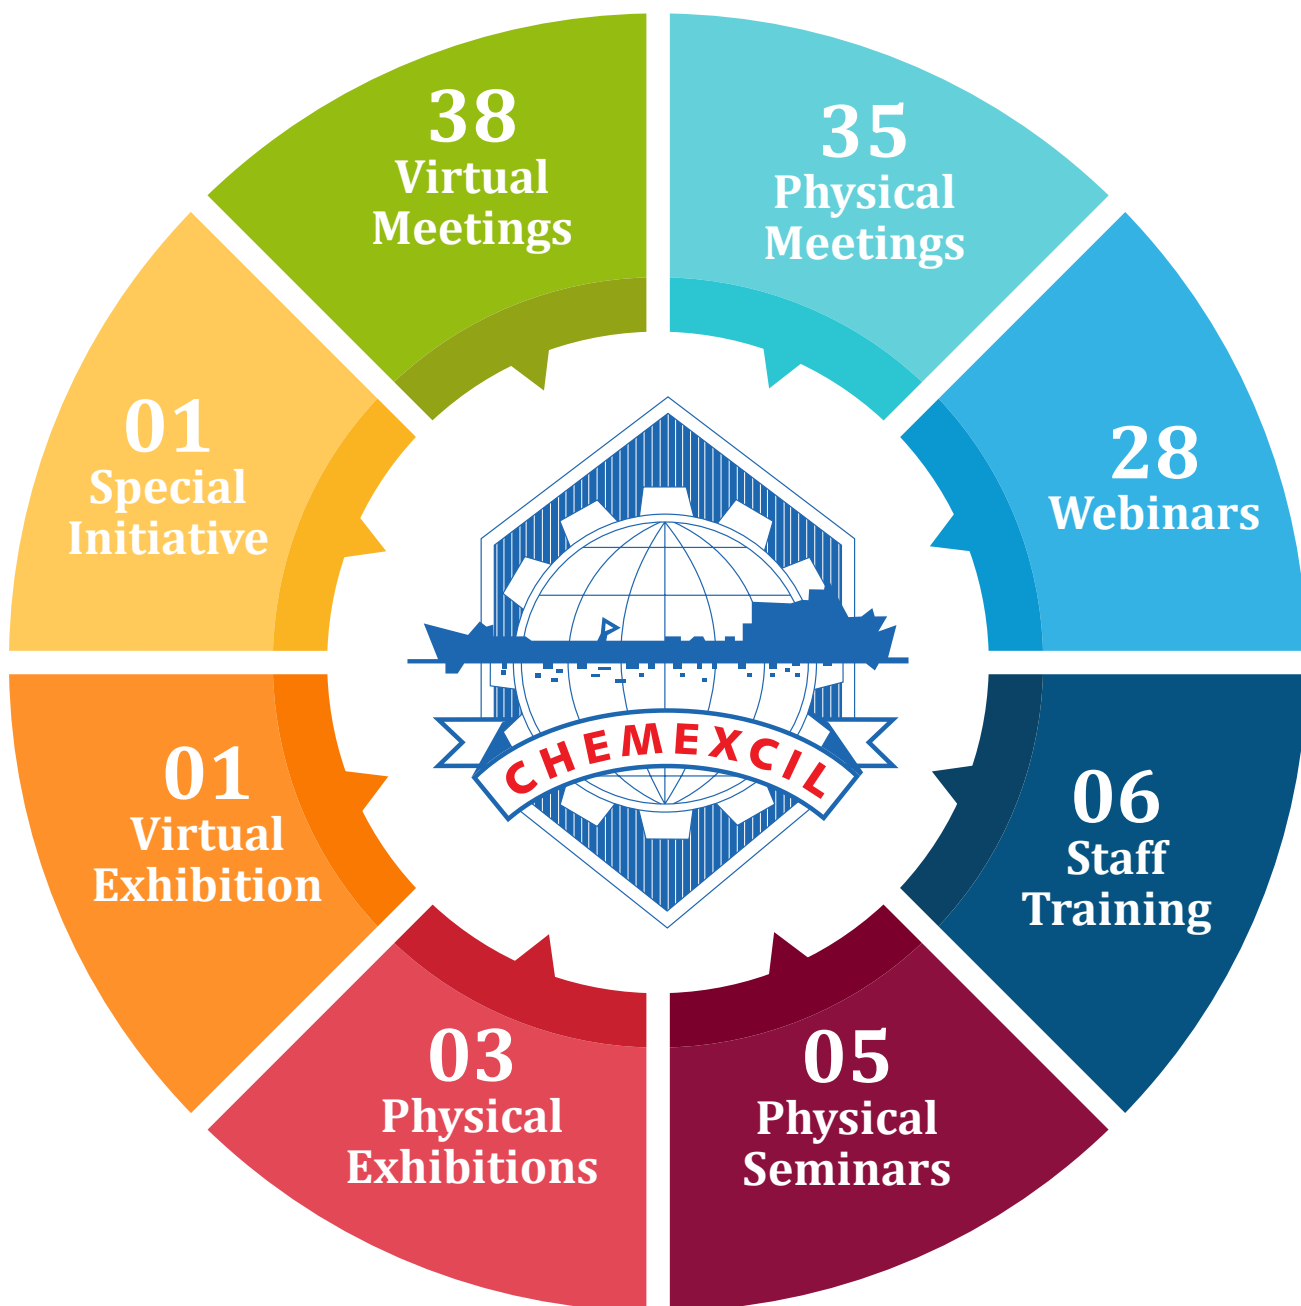 38
Virtual
Meetings
35
Physical
Meetings
28
Webinars
06
Staff
Training
05
Physical
Seminars
03
Physical
Exhibitions
01
Virtual
Exhibition
01
Special
Initiative
CHEMEXCIL